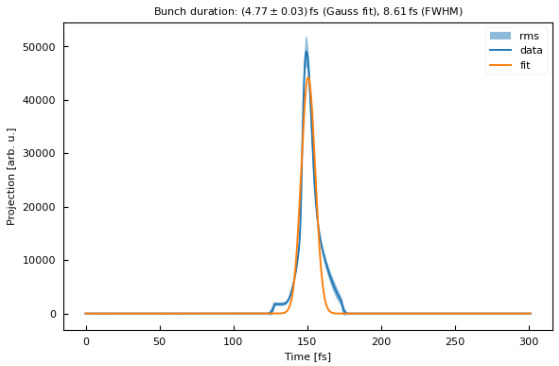 Bunch duration: (4.77 ± 0.03) fs (Gauss fit), 8.61 fs (FWHM)
rms
data
fit
50000
40000
30000
20000
10000
0
Projection [arb. u.]
0 50 100 150 200 250 300
Time [fs]